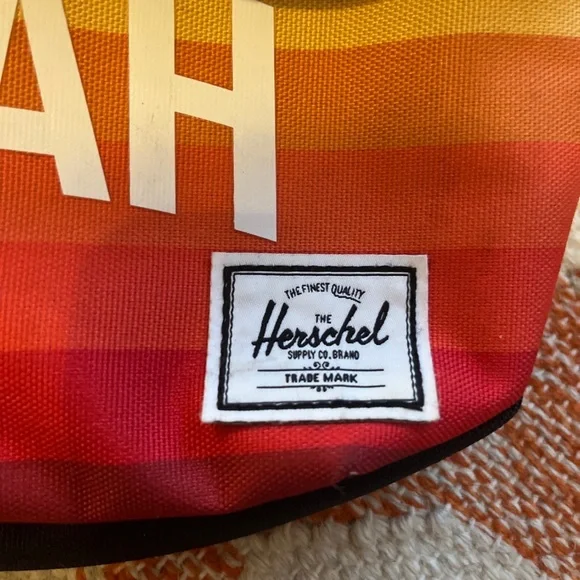 AH
THE FINEST QUALITY
THE
Herschel
SUPPLY CO. BRAND
TRADE MARK